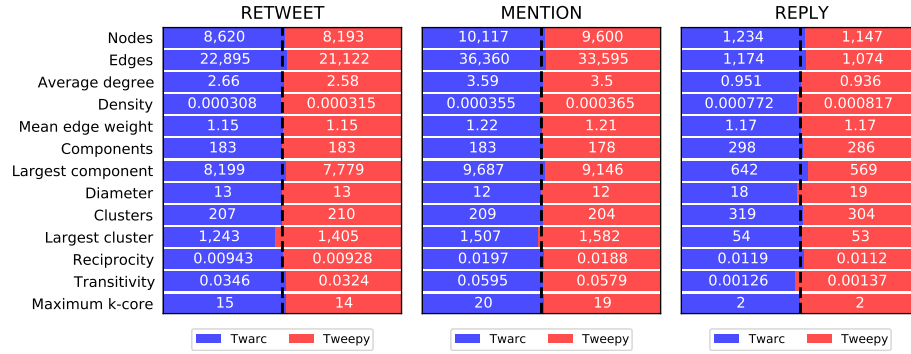 RETWEET MENTION REPLY
Nodes 8,620 8,193 10,117 9,600 1,234 1,147
Edges 22,895 21,122 36,360 33,595 1,174 1,074
Average degree 2.66 2.58 3.59 3.5 0.951 0.936
Density 0.000308 0.000315 0.000355 0.000365 0.000772 0.000817
Mean edge weight 1.15 1.15 1.22 1.21 1.17 1.17
Components 183 183 183 178 298 286
Largest component 8,199 7,779 9,687 9,146 642 569
Diameter 13 13 12 12 18 19
Clusters 207 210 209 204 319 304
Largest cluster 1,243 1,405 1,507 1,582 54 53
Reciprocity 0.00943 0.00928 0.0197 0.0188 0.0119 0.0112
Transitivity 0.0346 0.0324 0.0595 0.0579 0.00126 0.00137
Maximum k-core 15 14 20 19 2 2
Twarc Tweepy Twarc Tweepy Twarc Tweepy